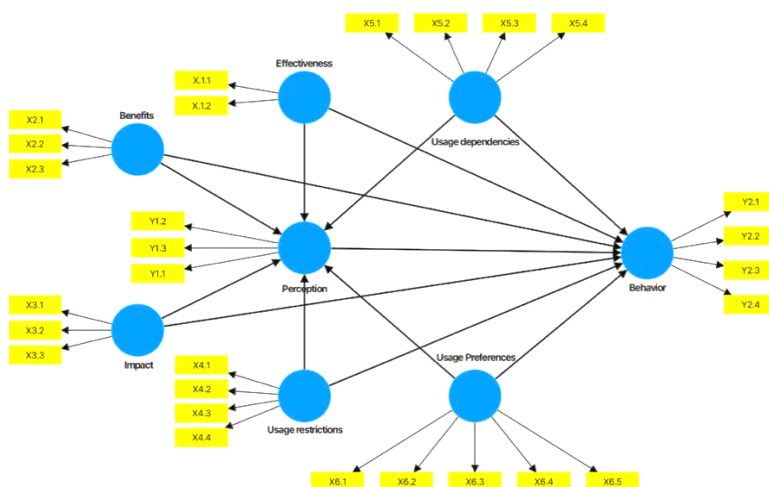 X5.1
X5.2
X5.3
X5.4
Effectiveness
X.1.1
X.1.2
Benefits
X2.1
X2.2
X2.3
Usage dependencies
Y1.2
Y1.3
Y1.1
Perception
Y2.1
Y2.2
Y2.3
Y2.4
Behavior
X3.1
X3.2
X3.3
Impact
X4.1
X4.2
X4.3
X4.4
Usage restrictions
Usage Preferences
X6.1
X6.2
X6.3
X6.4
X6.5